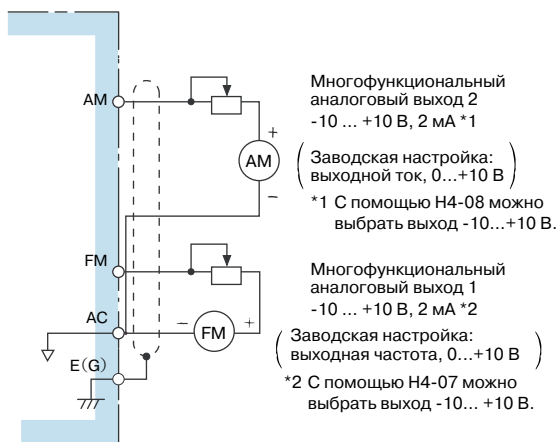 AM
Многофункциональный
аналоговый выход 2
-10 ... +10 В, 2 мА *1
+
AM
Заводская настройка:
выходной ток, 0...+10 В
−
*1 С помощью H4-08 можно
выбрать выход -10...+10 В.
FM
Многофункциональный
аналоговый выход 1
-10 ... +10 В, 2 мА *2
AC
− FM +
Заводская настройка:
выходная частота, 0...+10 В
E(G)
*2 С помощью H4-07 можно
выбрать выход -10... +10 В.